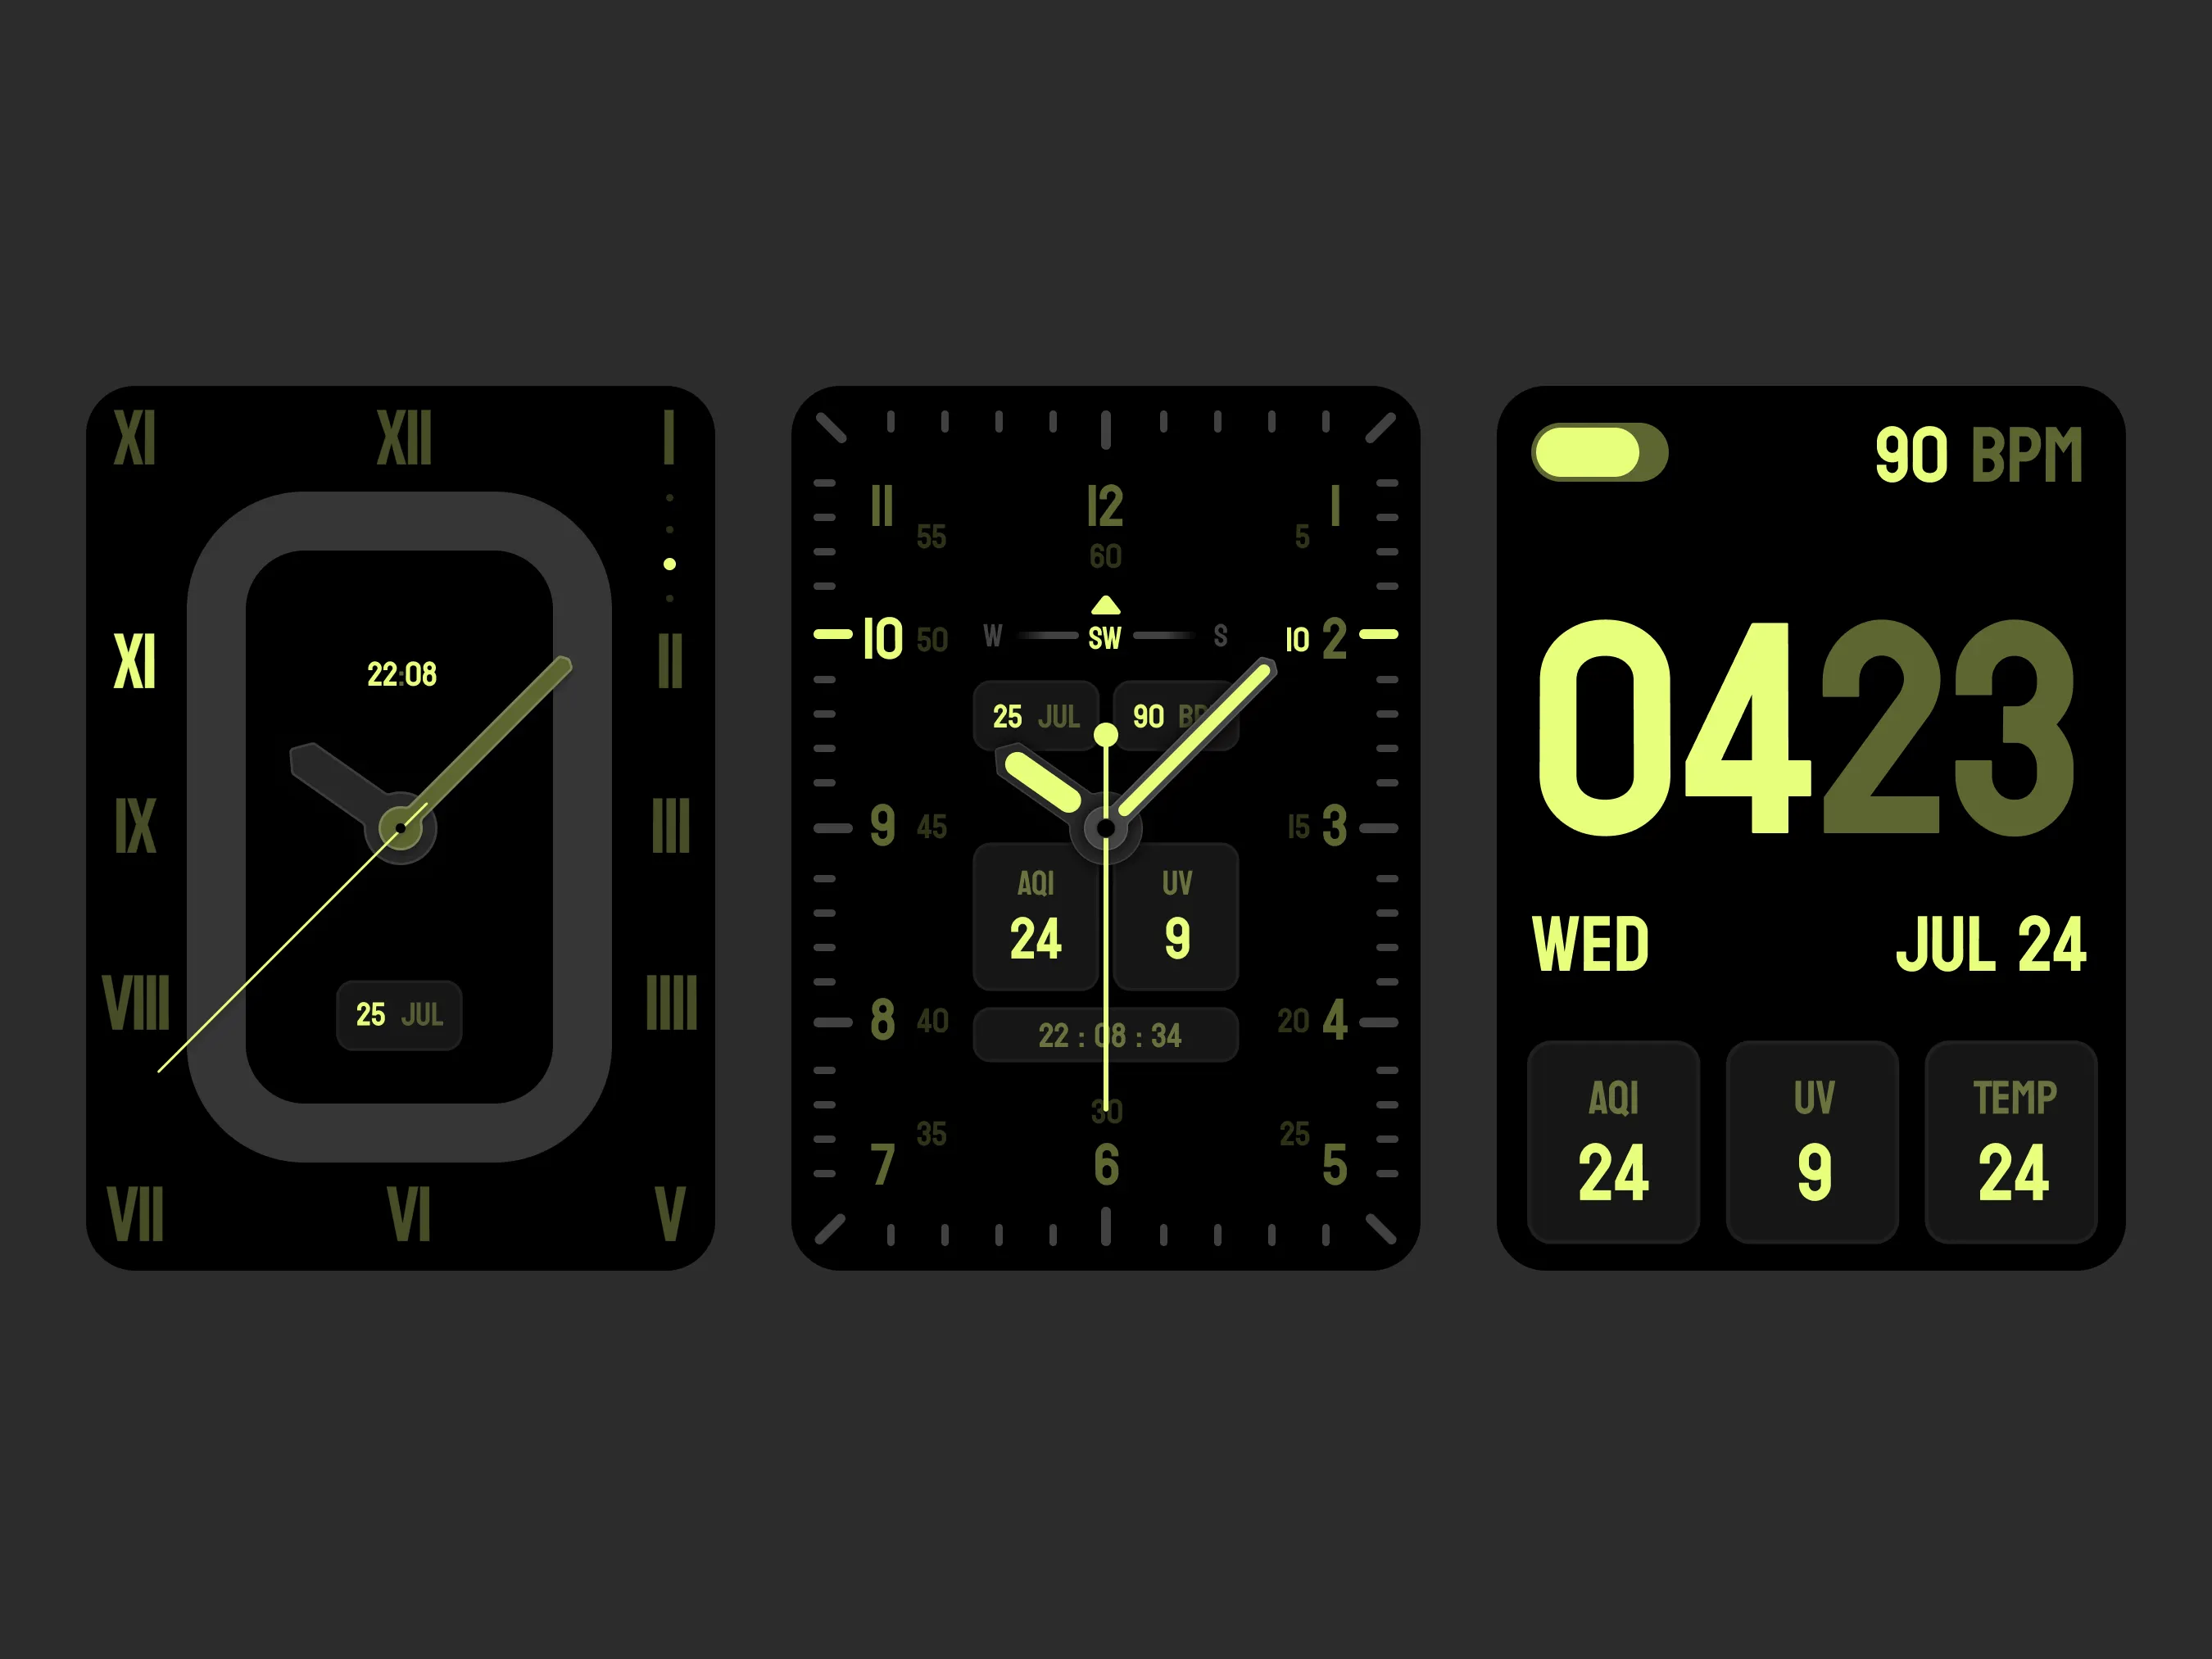 XI XII I
XI 22:08 II
IX III
VIII 25 JUL IIII
VII VI V
11 12 1
55 60 5
10 50 W SW S 10 2
25 JUL 90
9 45 15 3
AQI UV
24 9
8 40 20 4
22:08:34
35 30 25
7 6 5
90 BPM
0423
WED JUL 24
AQI UV TEMP
24 9 24